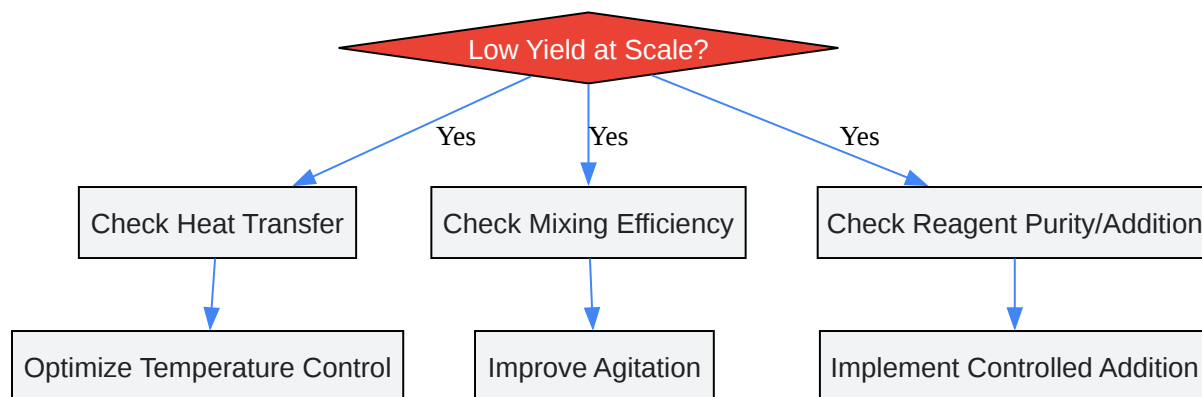 Low Yield at Scale?
Yes
Yes
Yes
Check Heat Transfer
Check Mixing Efficiency
Check Reagent Purity/Addition
Optimize Temperature Control
Improve Agitation
Implement Controlled Addition